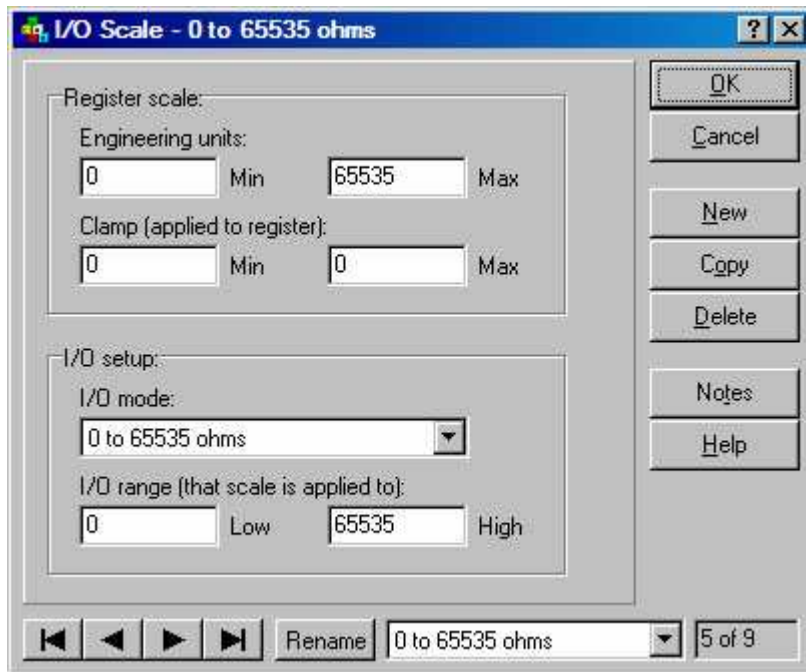 I/O Scale - 0 to 65535 ohms
Register scale:
Engineering units:
0 Min 65535 Max
Clamp (applied to register):
0 Min 0 Max
I/O setup:
I/O mode:
0 to 65535 ohms
I/O range (that scale is applied to):
0 Low 65535 High
OK
Cancel
New
Copy
Delete
Notes
Help
Rename 0 to 65535 ohms 5 of 9